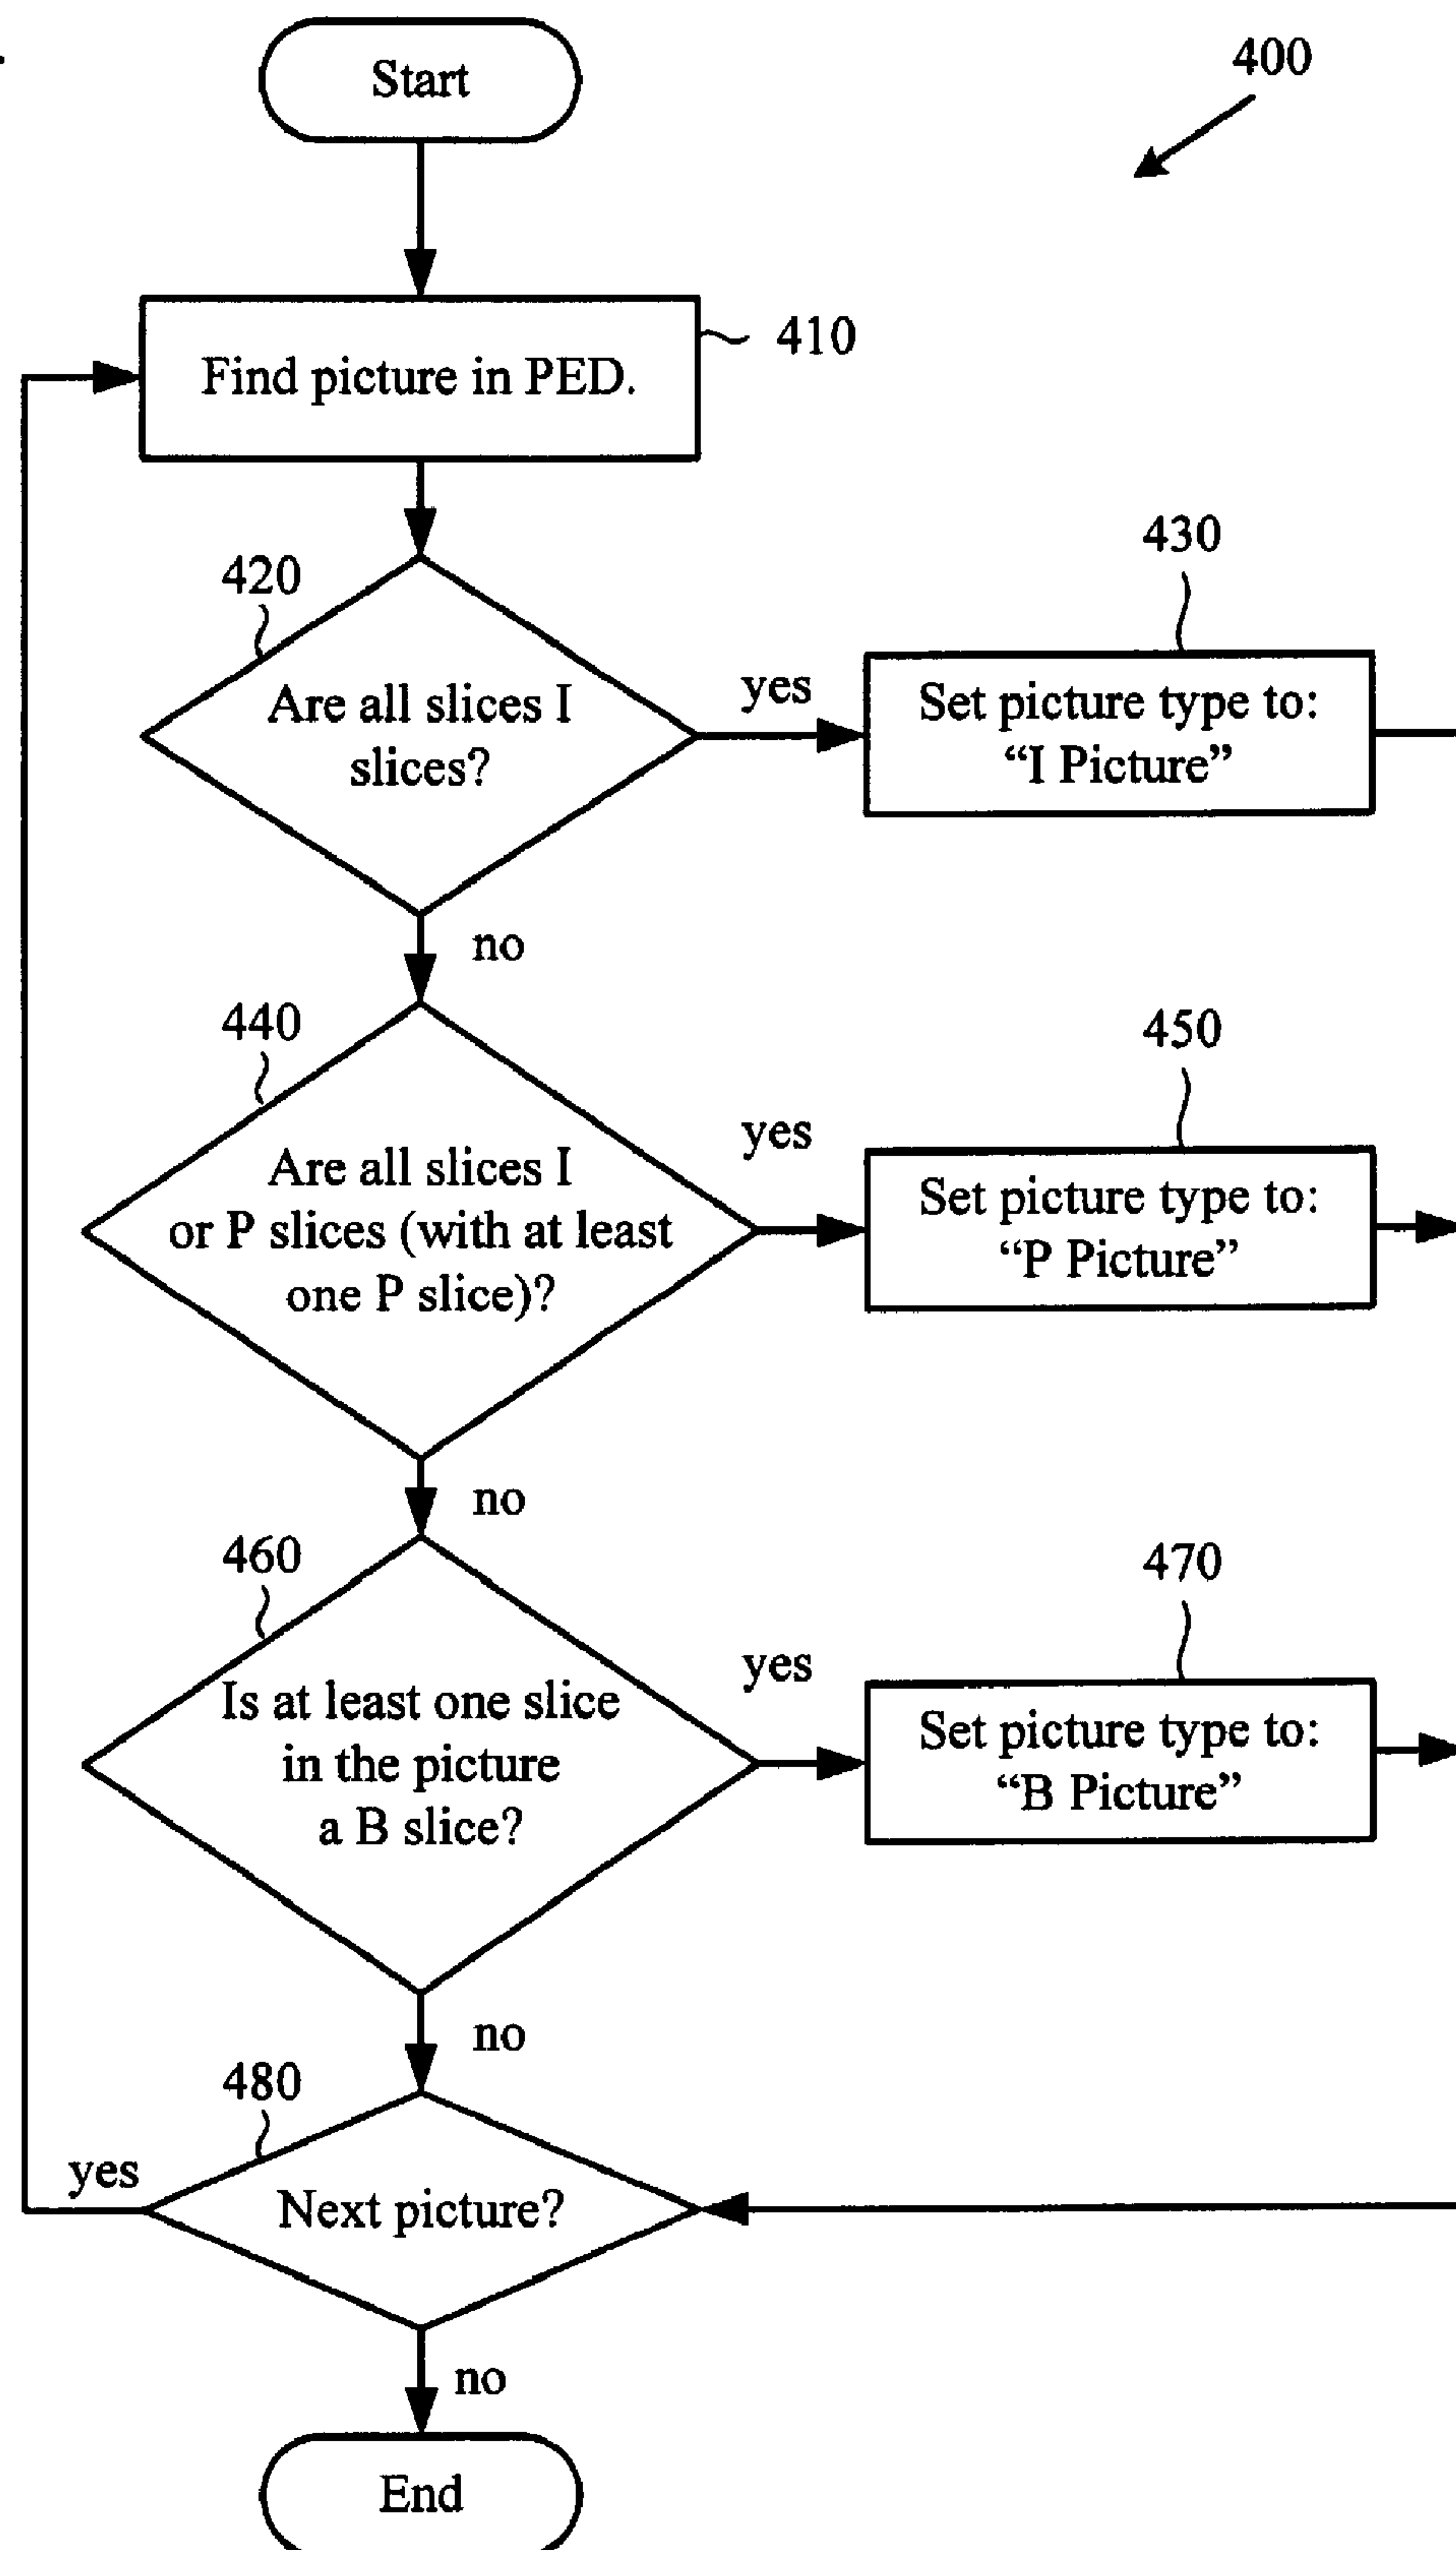 Start
400
Find picture in PED.
410
420
430
Are all slices I
slices?
yes
Set picture type to:
“I Picture”
no
440
450
Are all slices I
or P slices (with at least
one P slice)?
yes
Set picture type to:
“P Picture”
no
460
470
Is at least one slice
in the picture
a B slice?
yes
Set picture type to:
“B Picture”
no
480
yes
Next picture?
no
End